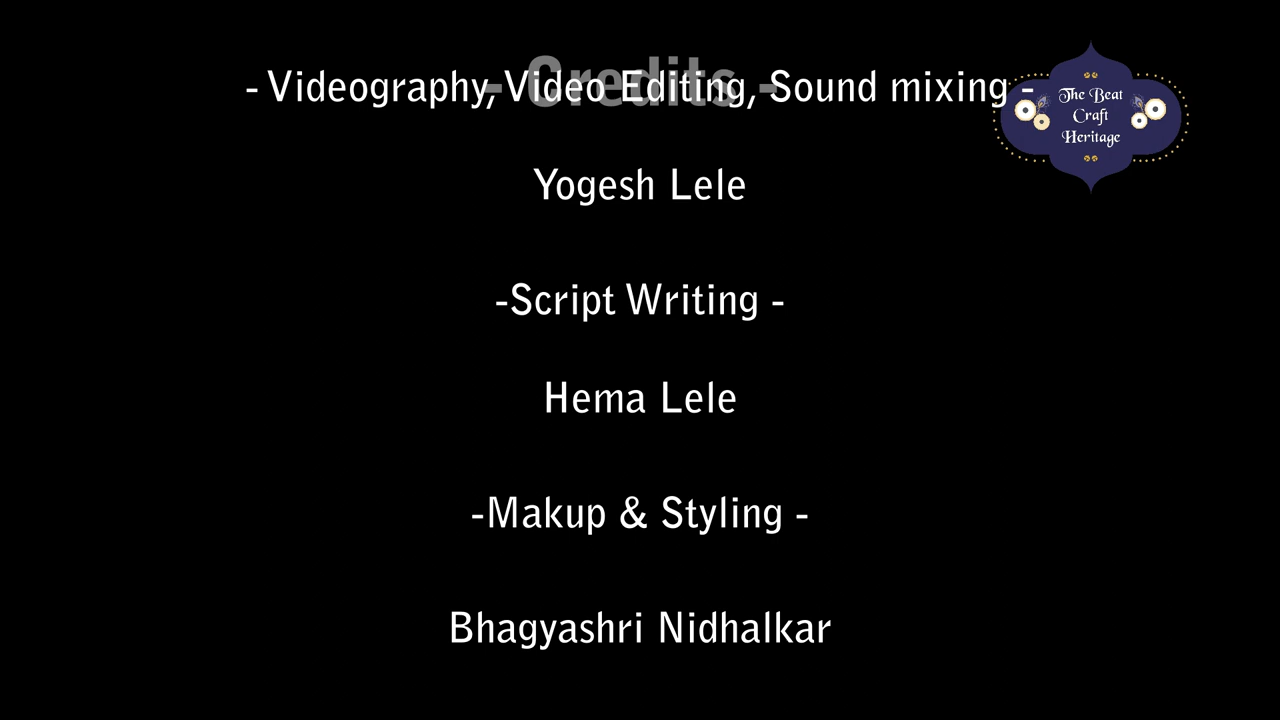 - Credits -
- Videography, Video Editing, Sound mixing -
The Beat
Craft
Heritage
Yogesh Lele
-Script Writing -
Hema Lele
-Makup & Styling -
Bhagyashri Nidhalkar